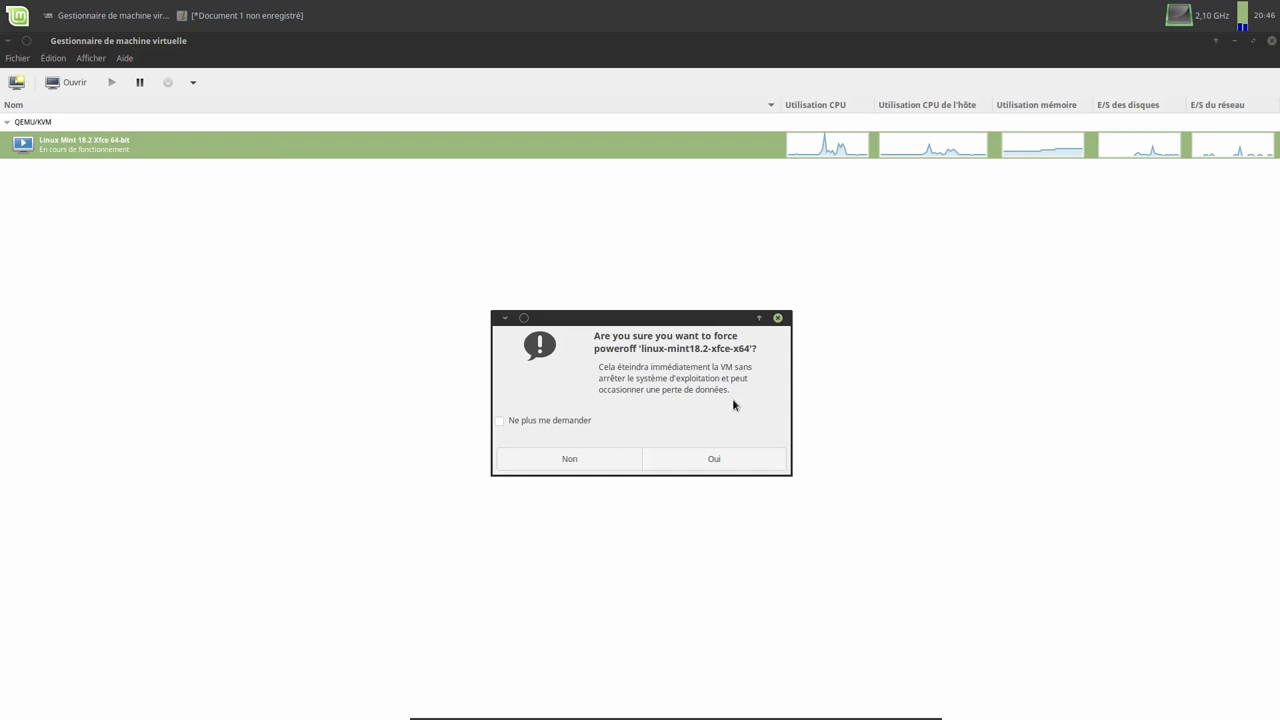 Gestionnaire de machine vir... [*Document 1 non enregistré] 2,10 GHz 20:46
Gestionnaire de machine virtuelle
Fichier Édition Afficher Aide
Ouvrir
Nom Utilisation CPU Utilisation CPU de l'hôte Utilisation mémoire E/S des disques E/S du réseau
QEMU/KVM
Linux Mint 18.2 Xfce 64-bit
En cours de fonctionnement
Are you sure you want to force
poweroff 'linux-mint18.2-xfce-x64'?
Cela éteindra immédiatement la VM sans
arrêter le système d'exploitation et peut
occasionner une perte de données.
Ne plus me demander
Non Oui